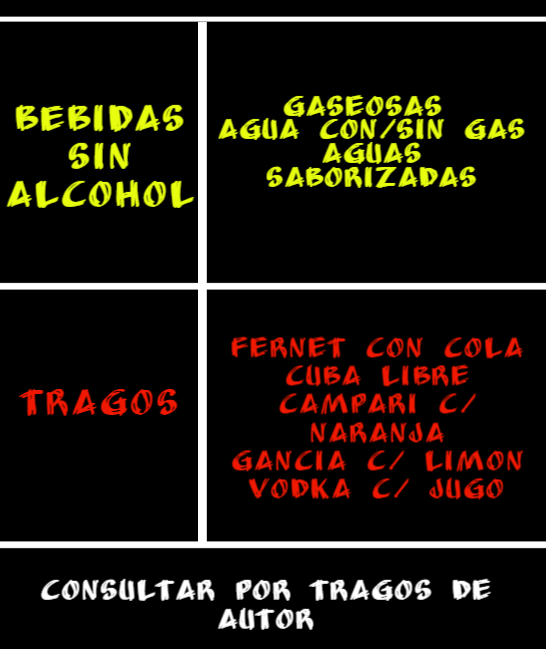 BEBIDAS
SIN
ALCOHOL
GASEOSAS
AGUA CON/SIN GAS
AGUAS
SABORIZADAS
TRAGOS
FERNET CON COLA
CUBA LIBRE
CAMPARI C/
NARANJA
GANCIA C/ LIMON
VODKA C/ JUGO
CONSULTAR POR TRAGOS DE
AUTOR